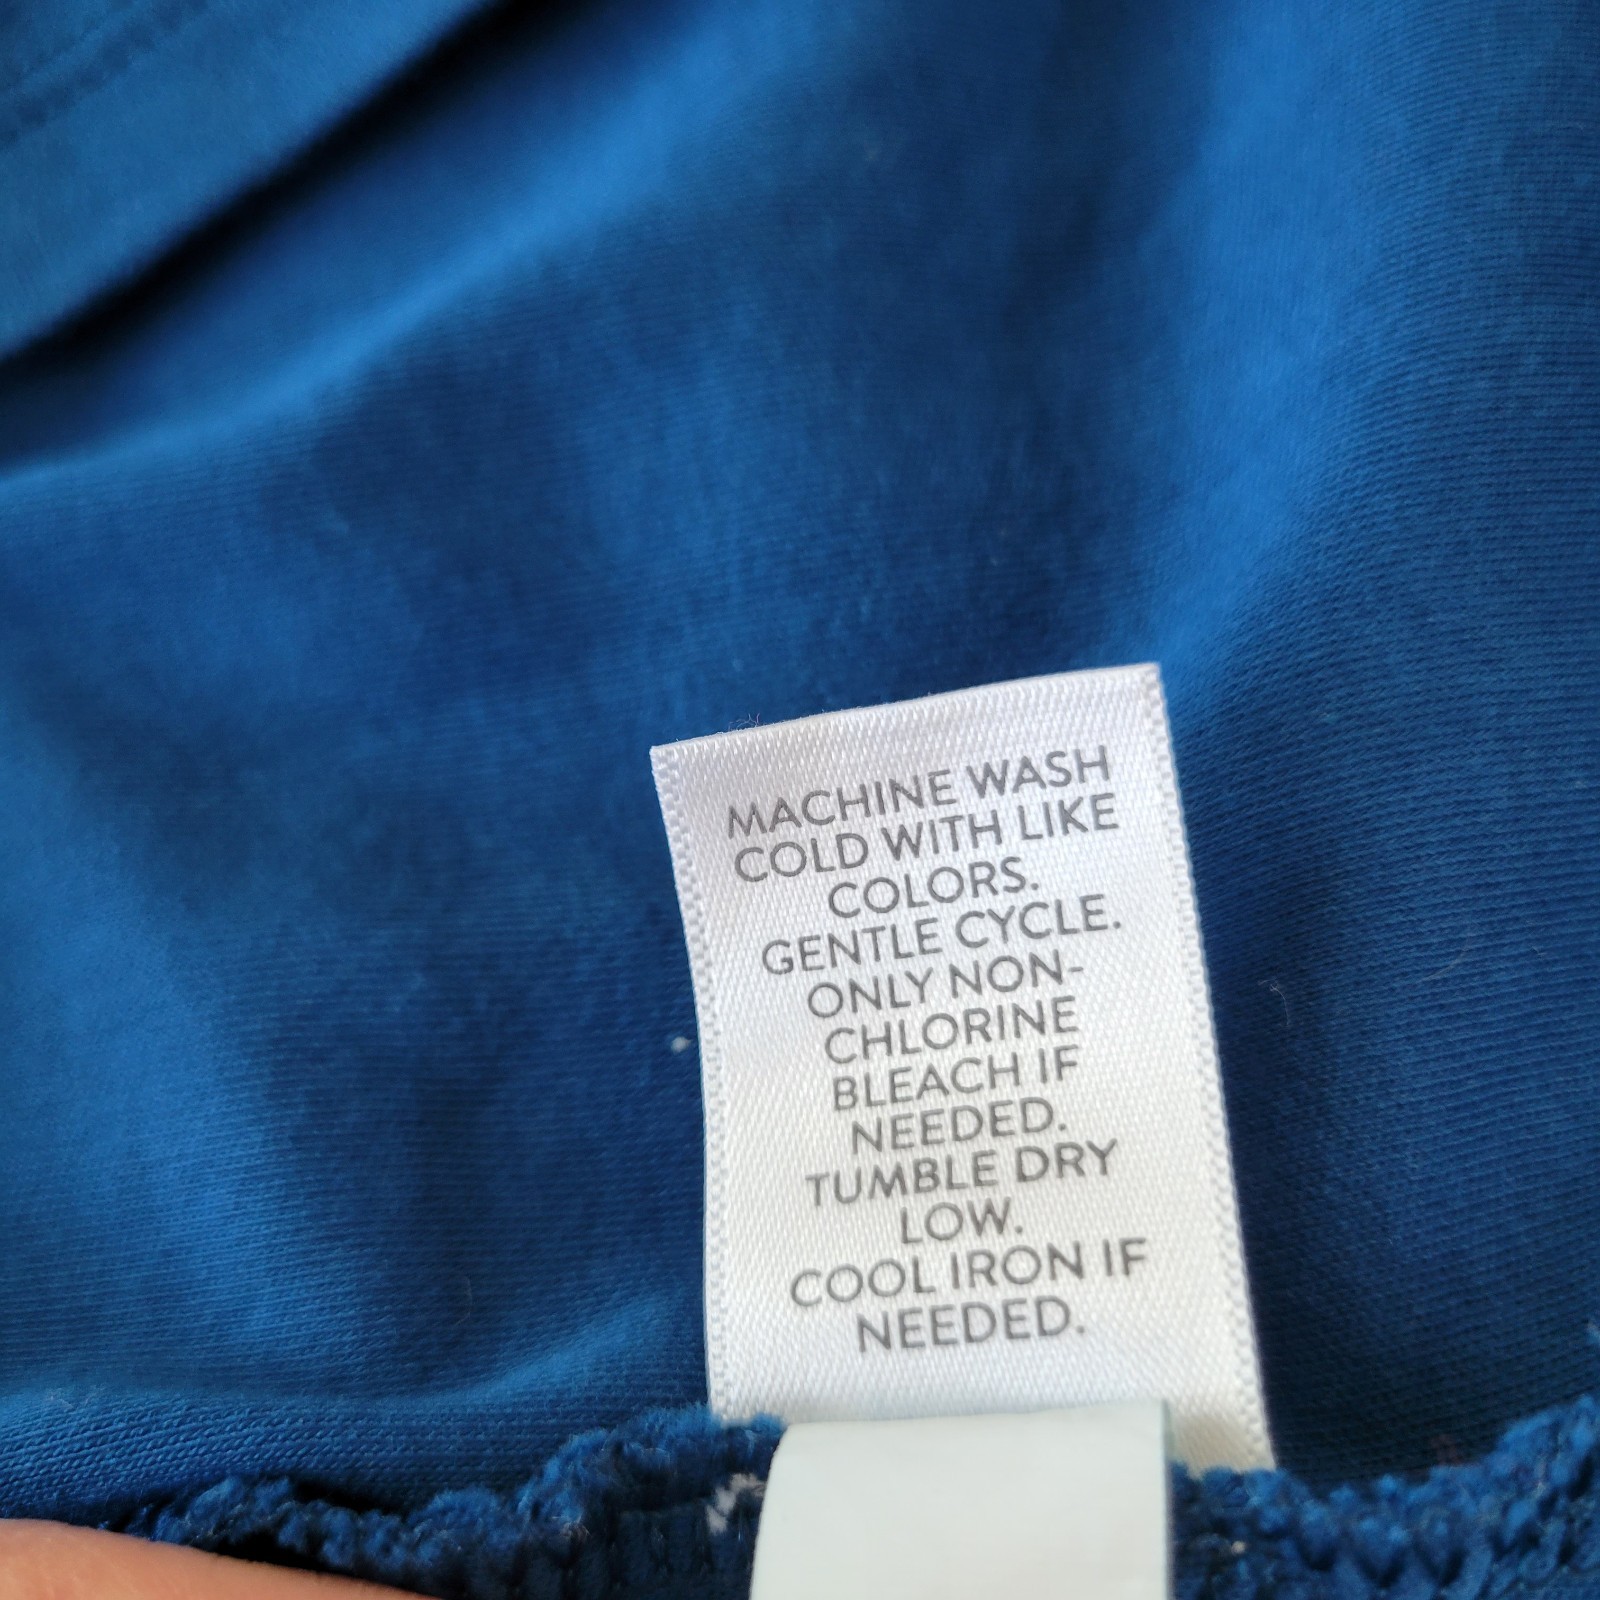 MACHINE WASH
COLD WITH LIKE
COLORS.
GENTLE CYCLE.
ONLY NON-
CHLORINE
BLEACH IF
NEEDED.
TUMBLE DRY
LOW.
COOL IRON IF
NEEDED.